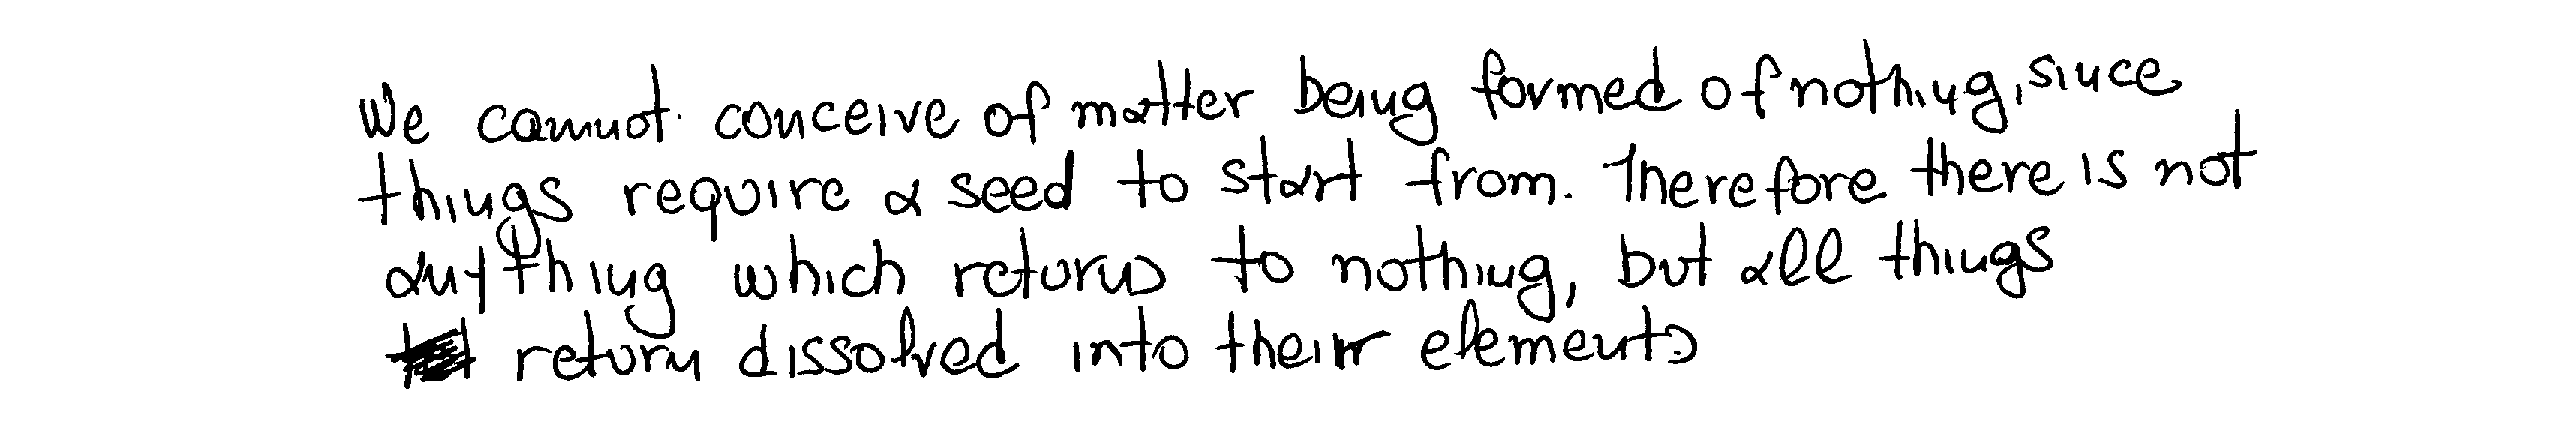 We cannot conceive of matter being formed of nothing, since
things require a seed to start from. Therefore there is not
anything which returns to nothing, but all things
return dissolved into their elements